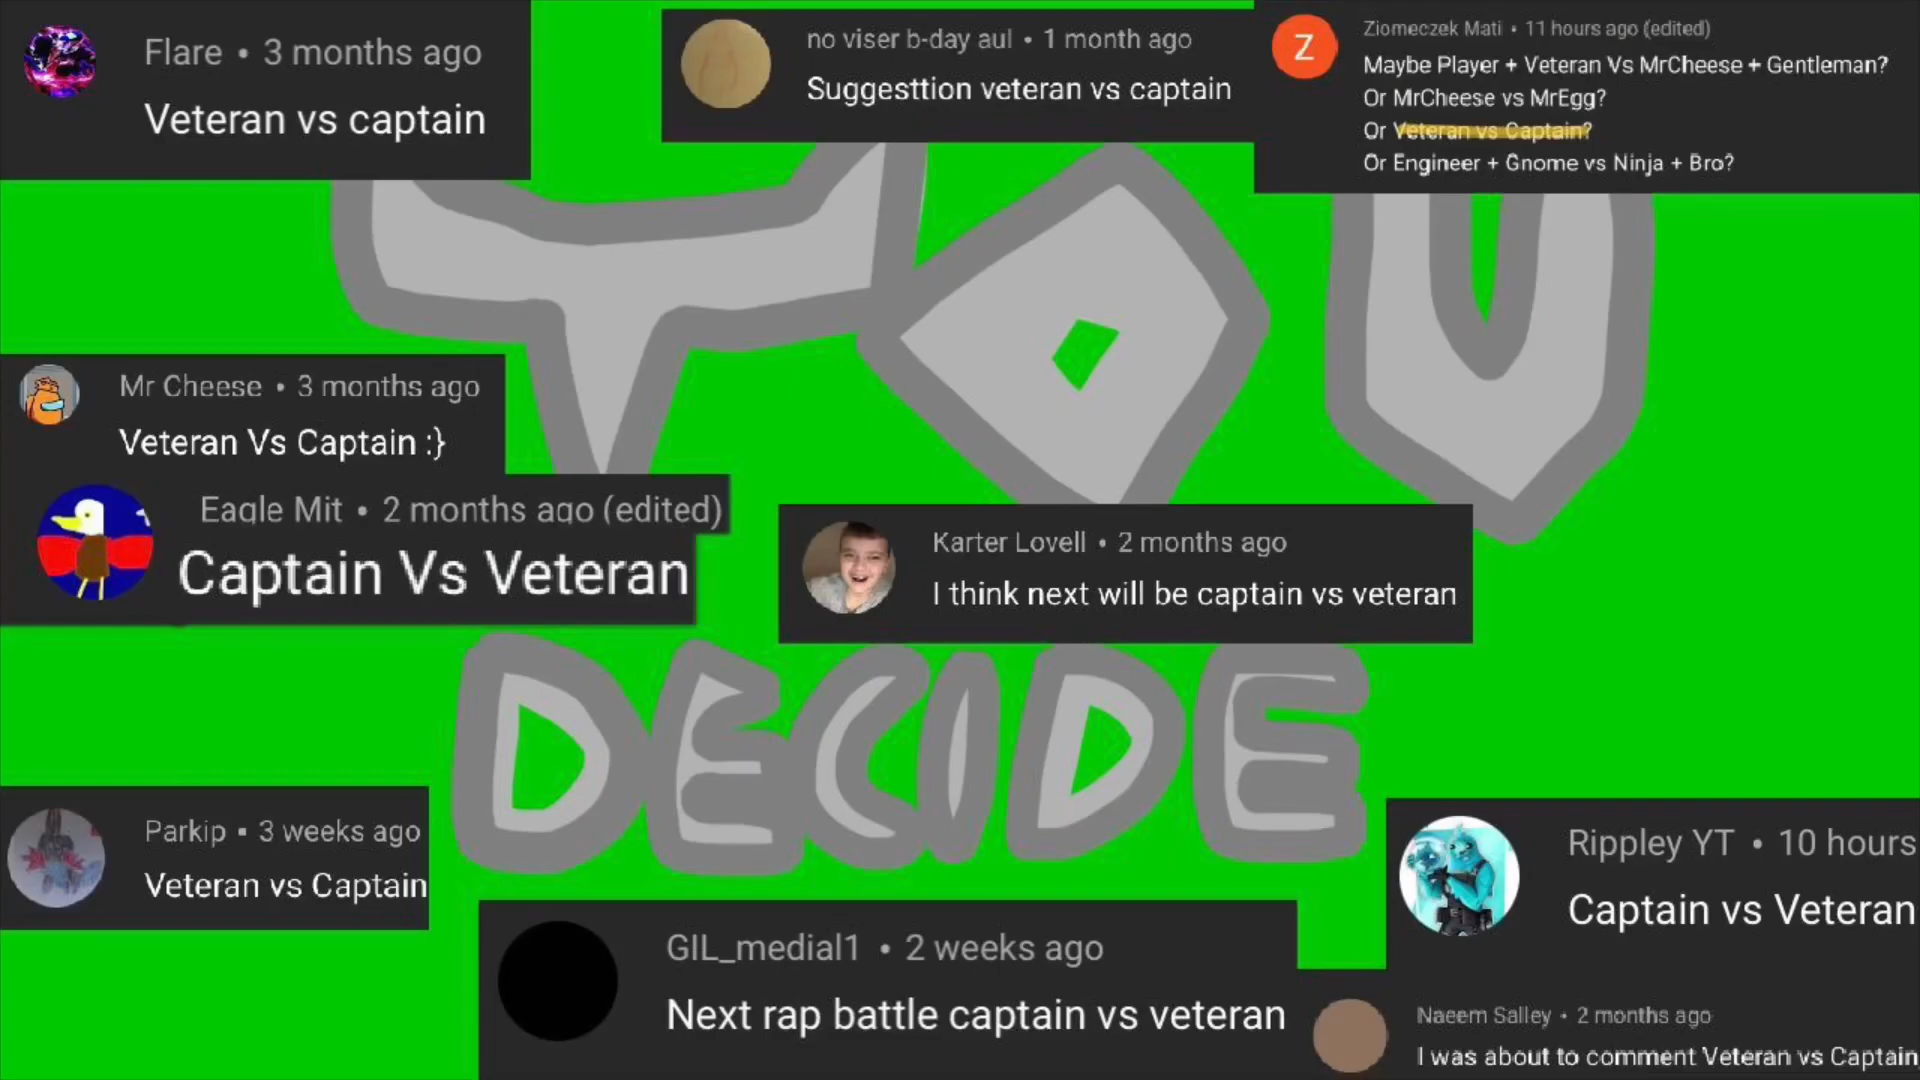 Flare • 3 months ago
Veteran vs captain
no viser b-day aul • 1 month ago
Suggesttion veteran vs captain
Z
Ziomeczek Mati • 11 hours ago (edited)
Maybe Player + Veteran Vs MrCheese + Gentleman?
Or MrCheese vs MrEgg?
Or Veteran vs Captain?
Or Engineer + Gnome vs Ninja + Bro?
YOU
Mr Cheese • 3 months ago
Veteran Vs Captain :}
Eagle Mit • 2 months ago (edited)
Captain Vs Veteran
Karter Lovell • 2 months ago
I think next will be captain vs veteran
DECIDE
Parkip • 3 weeks ago
Veteran vs Captain
Rippley YT • 10 hours
Captain vs Veteran
GIL_medial1 • 2 weeks ago
Next rap battle captain vs veteran
Naeem Salley • 2 months ago
I was about to comment Veteran vs Captain